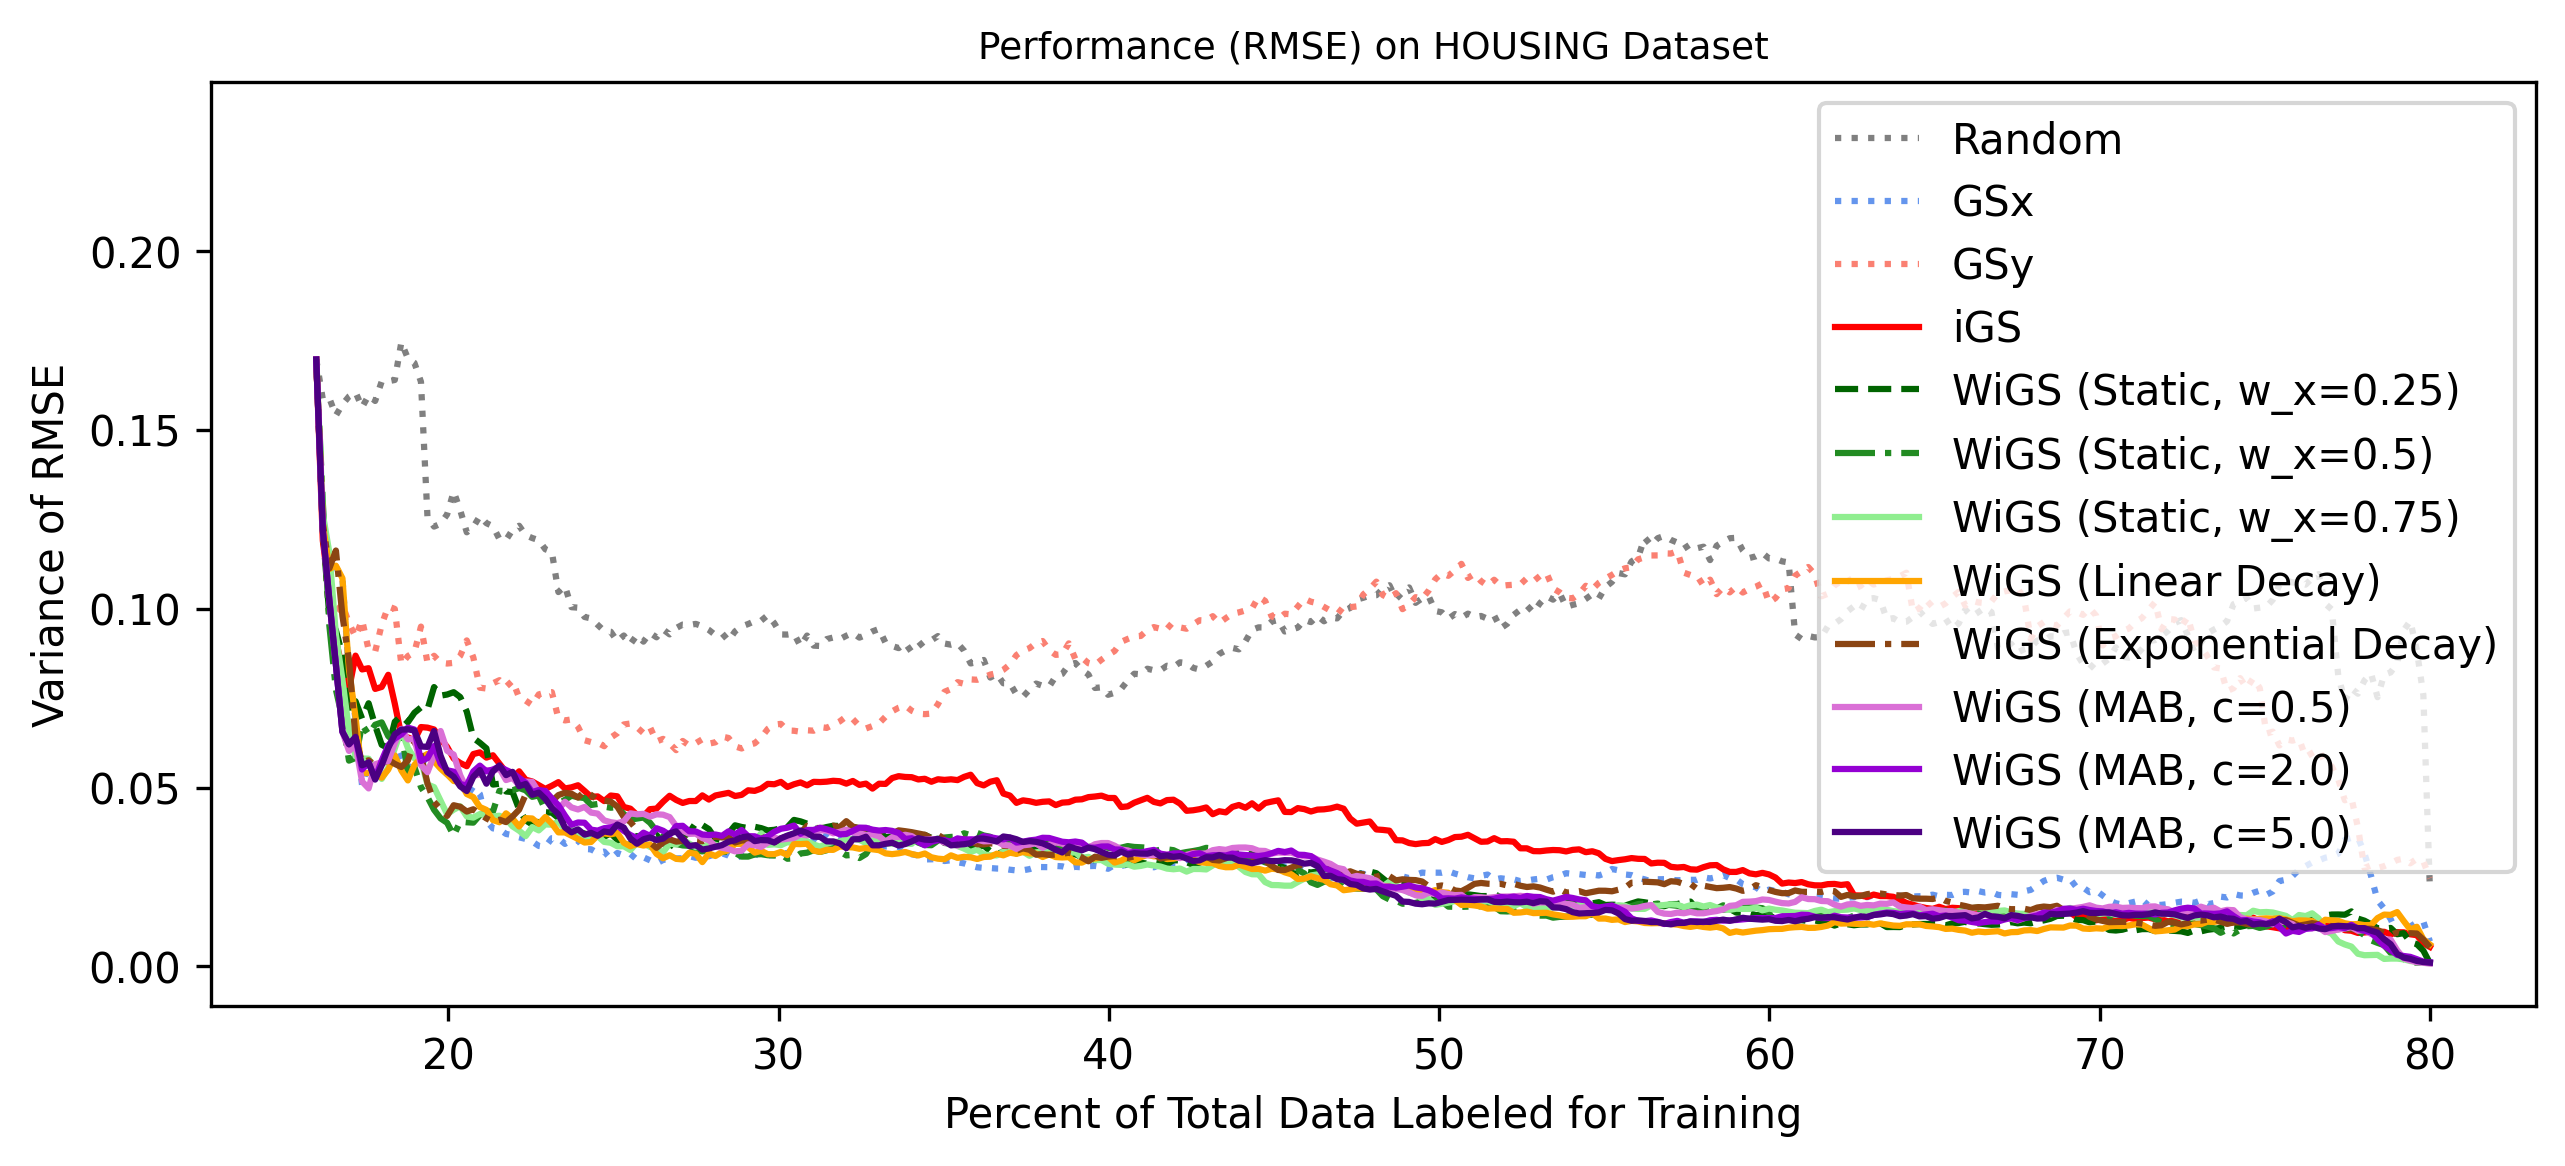 Performance (RMSE) on HOUSING Dataset
Variance of RMSE
0.20
0.15
0.10
0.05
0.00
Random
GSx
GSy
iGS
WiGS (Static, w_x=0.25)
WiGS (Static, w_x=0.5)
WiGS (Static, w_x=0.75)
WiGS (Linear Decay)
WiGS (Exponential Decay)
WiGS (MAB, c=0.5)
WiGS (MAB, c=2.0)
WiGS (MAB, c=5.0)
20 30 40 50 60 70 80
Percent of Total Data Labeled for Training